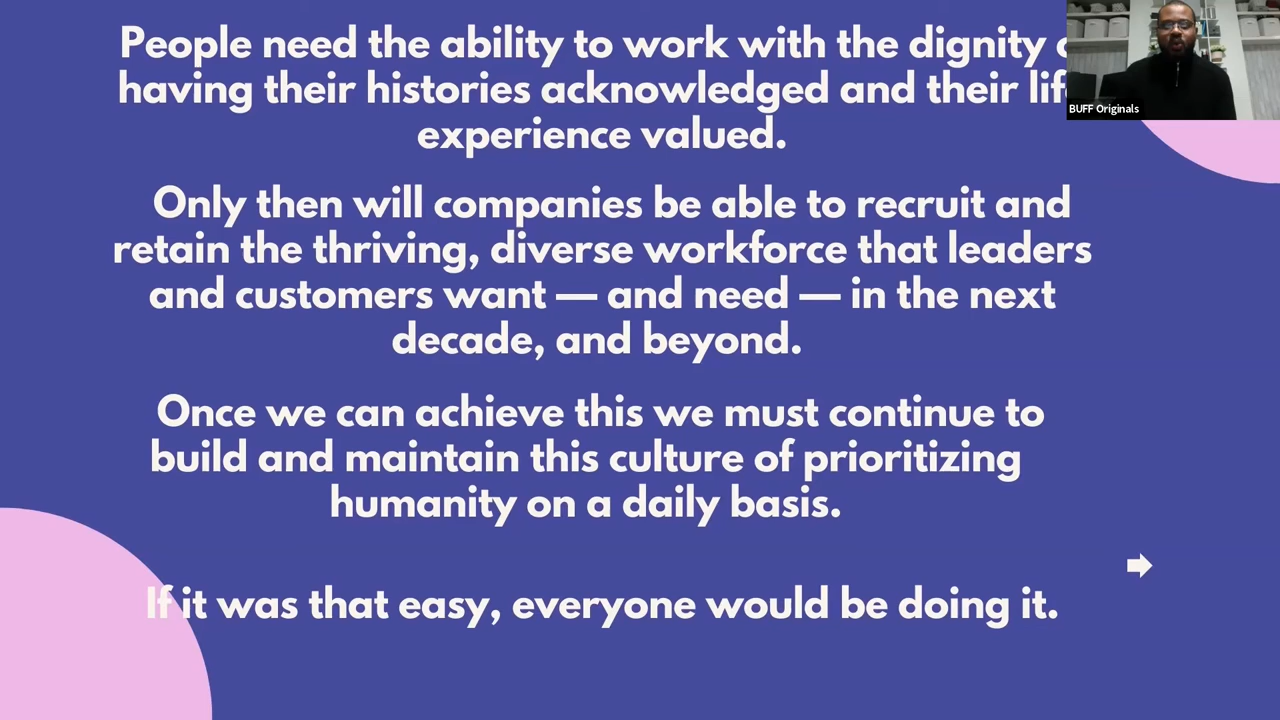 People need the ability to work with the dignity
having their histories acknowledged and their
experience valued.
Only then will companies be able to recruit and
retain the thriving, diverse workforce that leaders
and customers want — and need — in the next
decade, and beyond.
Once we can achieve this we must continue to
build and maintain this culture of prioritizing
humanity on a daily basis.
If it was that easy, everyone would be doing it.
BUFF Originals